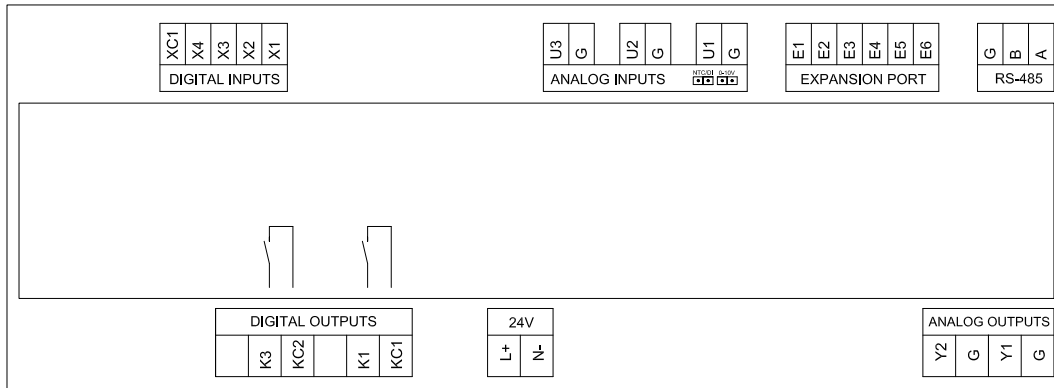 XC1 X4 X3 X2 X1
DIGITAL INPUTS
U3 G U2 G U1 G
ANALOG INPUTS
NTC/DI 0-10V
E1 E2 E3 E4 E5 E6
EXPANSION PORT
G B A
RS-485
DIGITAL OUTPUTS
K3 KC2 K1 KC1
24V
L+ N-
ANALOG OUTPUTS
Y2 G Y1 G